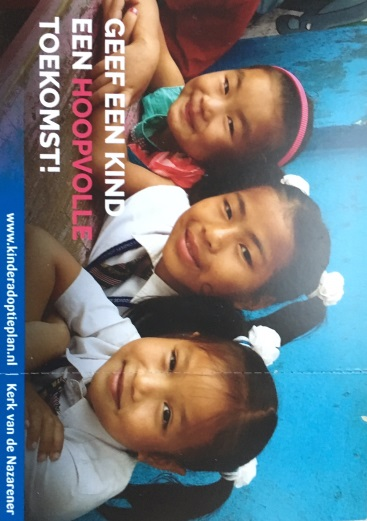 GEEF EEN KIND
EEN HOOPVOLLE
TOEKOMST!
www.kinderadoptieplan.nl | Kerk van de Nazarener